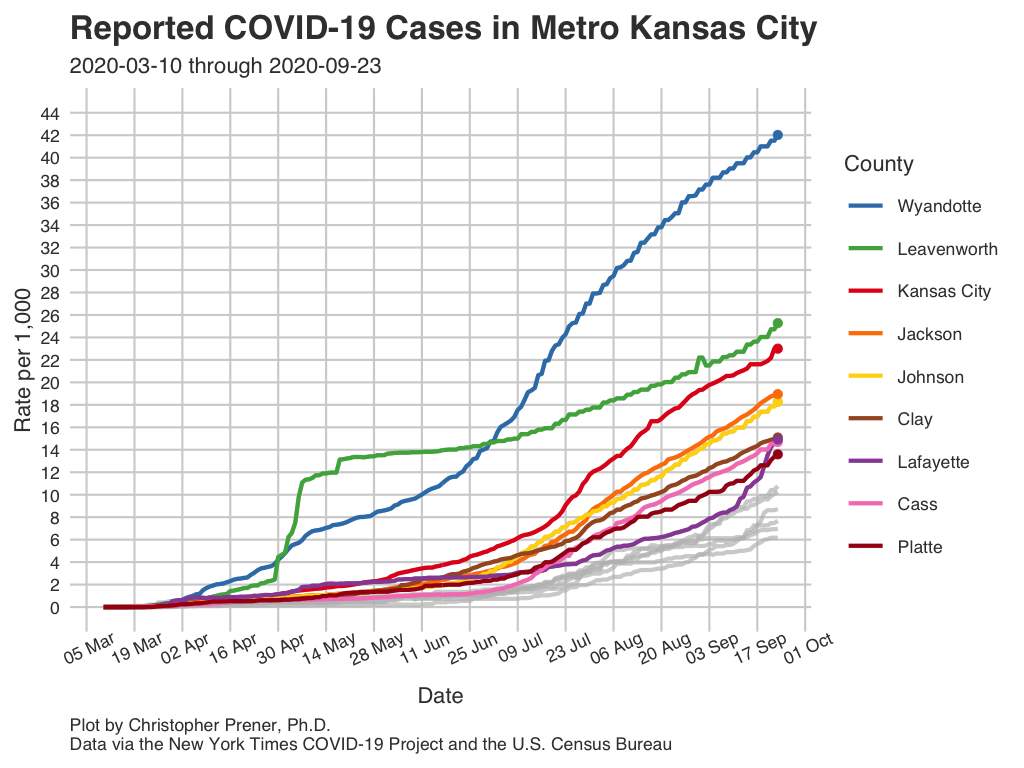 Reported COVID-19 Cases in Metro Kansas City
2020-03-10 through 2020-09-23
Rate per 1,000
44
42
40
38
36
34
32
30
28
26
24
22
20
18
16
14
12
10
8
6
4
2
0
05 Mar
19 Mar
02 Apr
16 Apr
30 Apr
14 May
28 May
11 Jun
25 Jun
09 Jul
23 Jul
06 Aug
20 Aug
03 Sep
17 Sep
01 Oct
Date
County
Wyandotte
Leavenworth
Kansas City
Jackson
Johnson
Clay
Lafayette
Cass
Platte
Plot by Christopher Prener, Ph.D.
Data via the New York Times COVID-19 Project and the U.S. Census Bureau